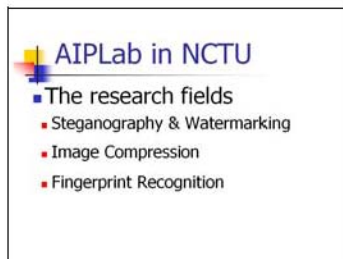 AIPLab in NCTU
The research fields
Steganography & Watermarking
Image Compression
Fingerprint Recognition